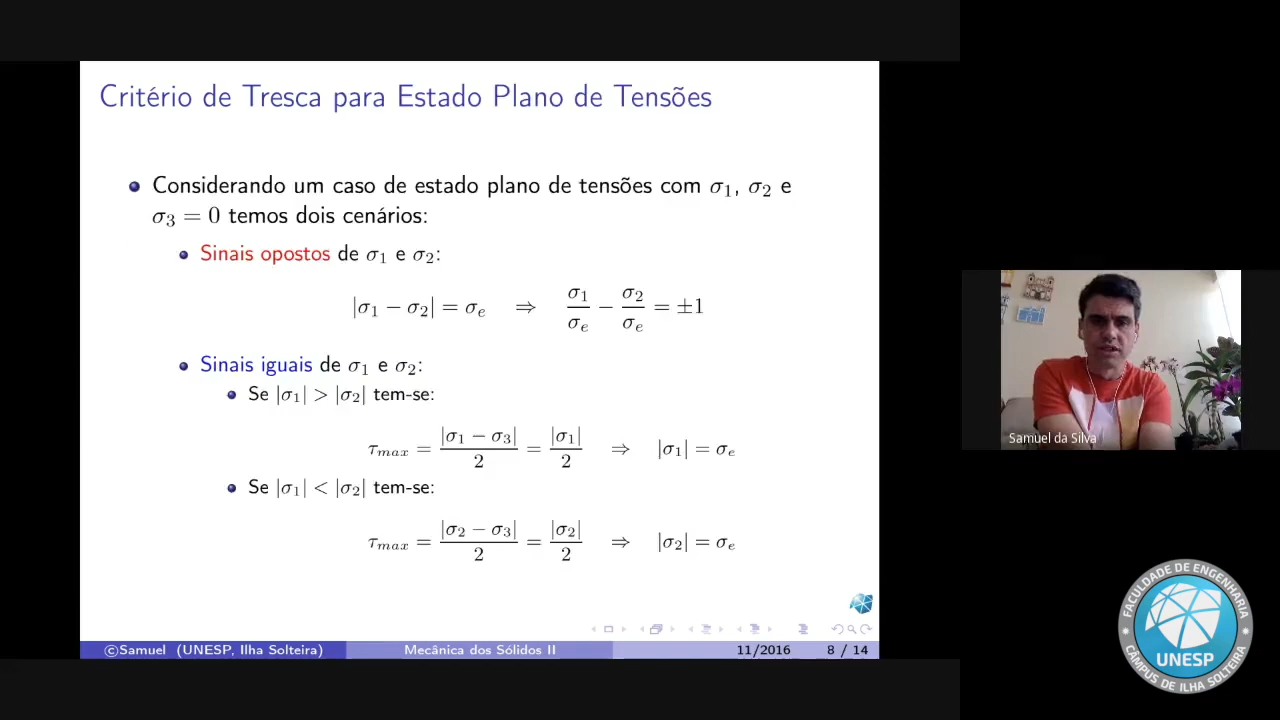 Critério de Tresca para Estado Plano de Tensões
Considerando um caso de estado plano de tensões com σ₁, σ₂ e
σ₃ = 0 temos dois cenários:
Sinais opostos de σ₁ e σ₂:
|σ₁ − σ₂| = σₑ ⇒ σ₁/σₑ − σ₂/σₑ = ±1
Sinais iguais de σ₁ e σ₂:
Se |σ₁| > |σ₂| tem-se:
τₘₐₓ = |σ₁ − σ₃|/2 = |σ₁|/2 ⇒ |σ₁| = σₑ
Se |σ₁| < |σ₂| tem-se:
τₘₐₓ = |σ₂ − σ₃|/2 = |σ₂|/2 ⇒ |σ₂| = σₑ
©Samuel (UNESP, Ilha Solteira) Mecânica dos Sólidos II 11/2016 8 / 14
Samuel da Silva
FACULDADE DE ENGENHARIA
UNESP
CÂMPUS DE ILHA SOLTEIRA